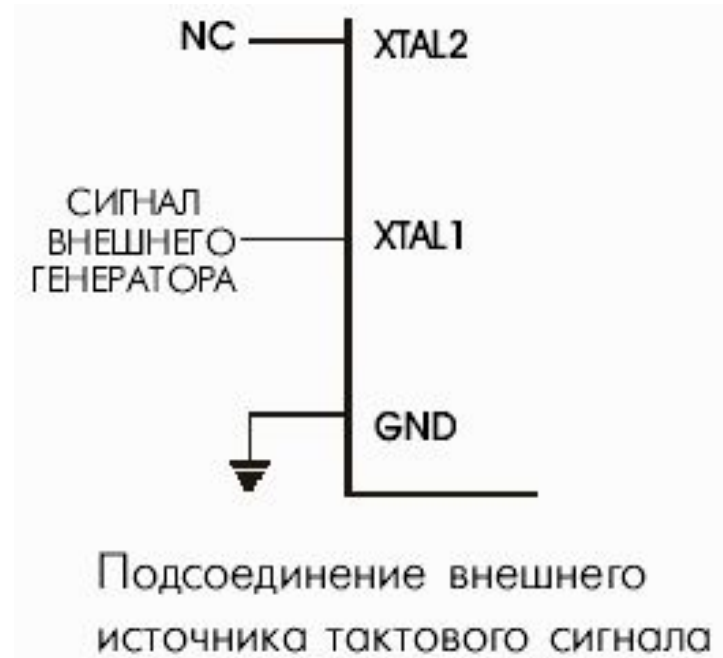 NC
XTAL2
СИГНАЛ
ВНЕШНЕГО
ГЕНЕРАТОРА
XTAL1
GND
Подсоединение внешнего
источника тактового сигнала